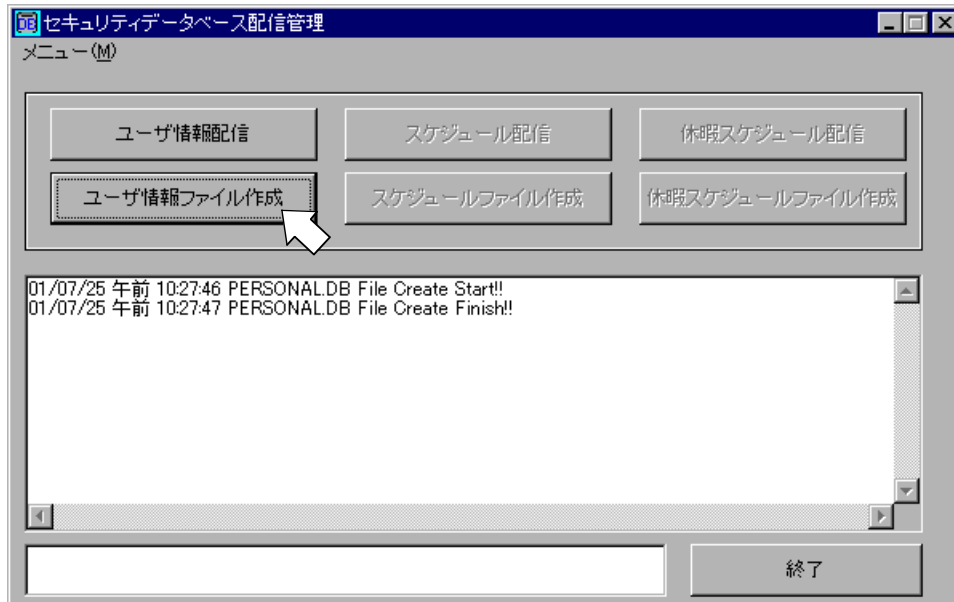 セキュリティデータベース配信管理
メニュー(M)
ユーザ情報配信
スケジュール配信
休暇スケジュール配信
ユーザ情報ファイル作成
スケジュールファイル作成
休暇スケジュールファイル作成
01/07/25 午前 10:27:46 PERSONAL.DB File Create Start!!
01/07/25 午前 10:27:47 PERSONAL.DB File Create Finish!!
終了